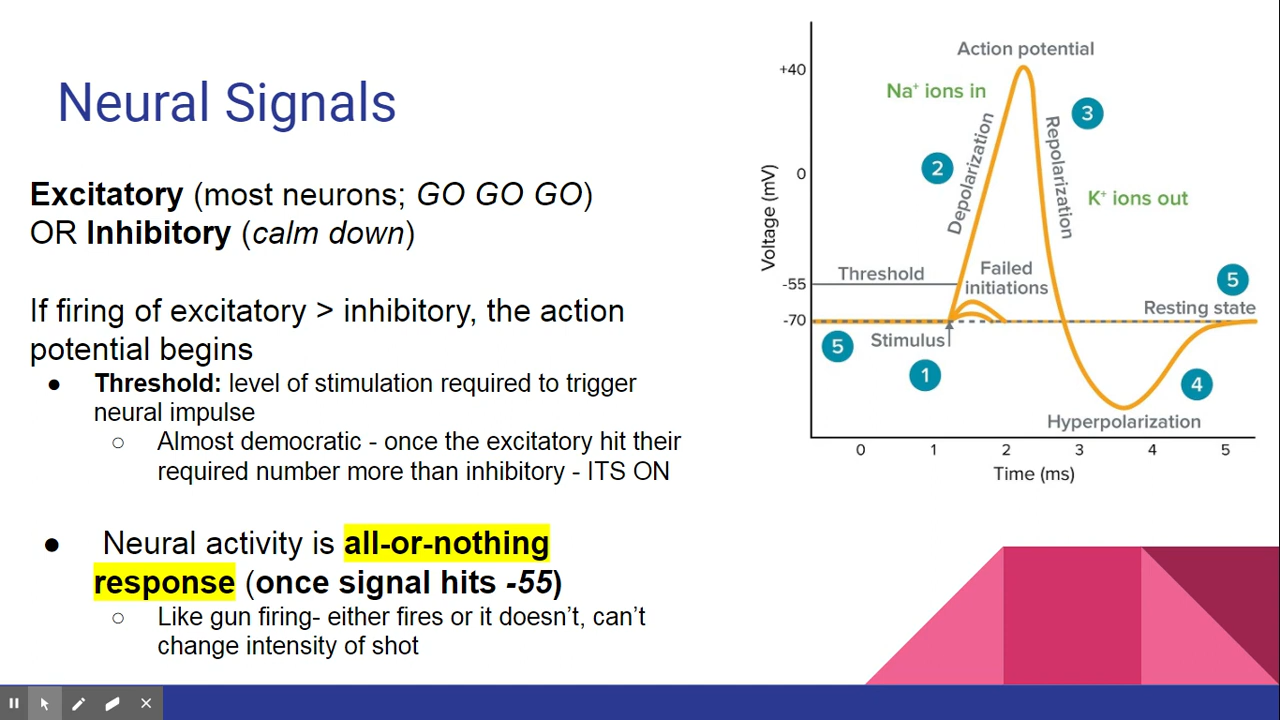 Neural Signals
Excitatory (most neurons; GO GO GO)
OR Inhibitory (calm down)
If firing of excitatory > inhibitory, the action
potential begins
● Threshold: level of stimulation required to trigger
neural impulse
○ Almost democratic - once the excitatory hit their
required number more than inhibitory - ITS ON
● Neural activity is all-or-nothing
response (once signal hits -55)
○ Like gun firing- either fires or it doesn't, can't
change intensity of shot
Action potential
+40
Na⁺ ions in
3
2
Depolarization
Repolarization
0
K⁺ ions out
Voltage (mV)
Threshold
Failed
initiations
-55
5
Resting state
-70
5
Stimulus
1
4
Hyperpolarization
0 1 2 3 4 5
Time (ms)